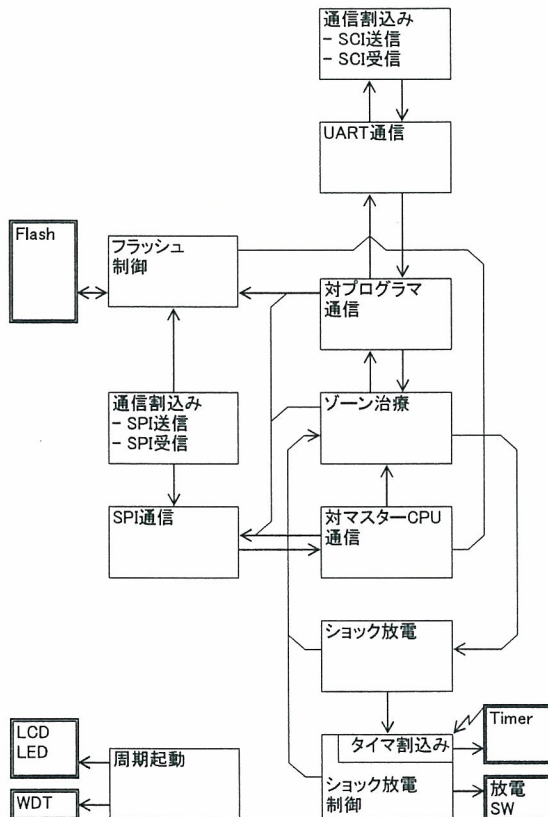 通信割込み
- SCI送信
- SCI受信
UART通信
Flash
フラッシュ
制御
対プログラマ
通信
通信割込み
- SPI送信
- SPI受信
ゾーン治療
SPI通信
対マスターCPU
通信
ショック放電
LCD
LED
周期起動
WDT
タイマ割込み
ショック放電
制御
Timer
放電
SW